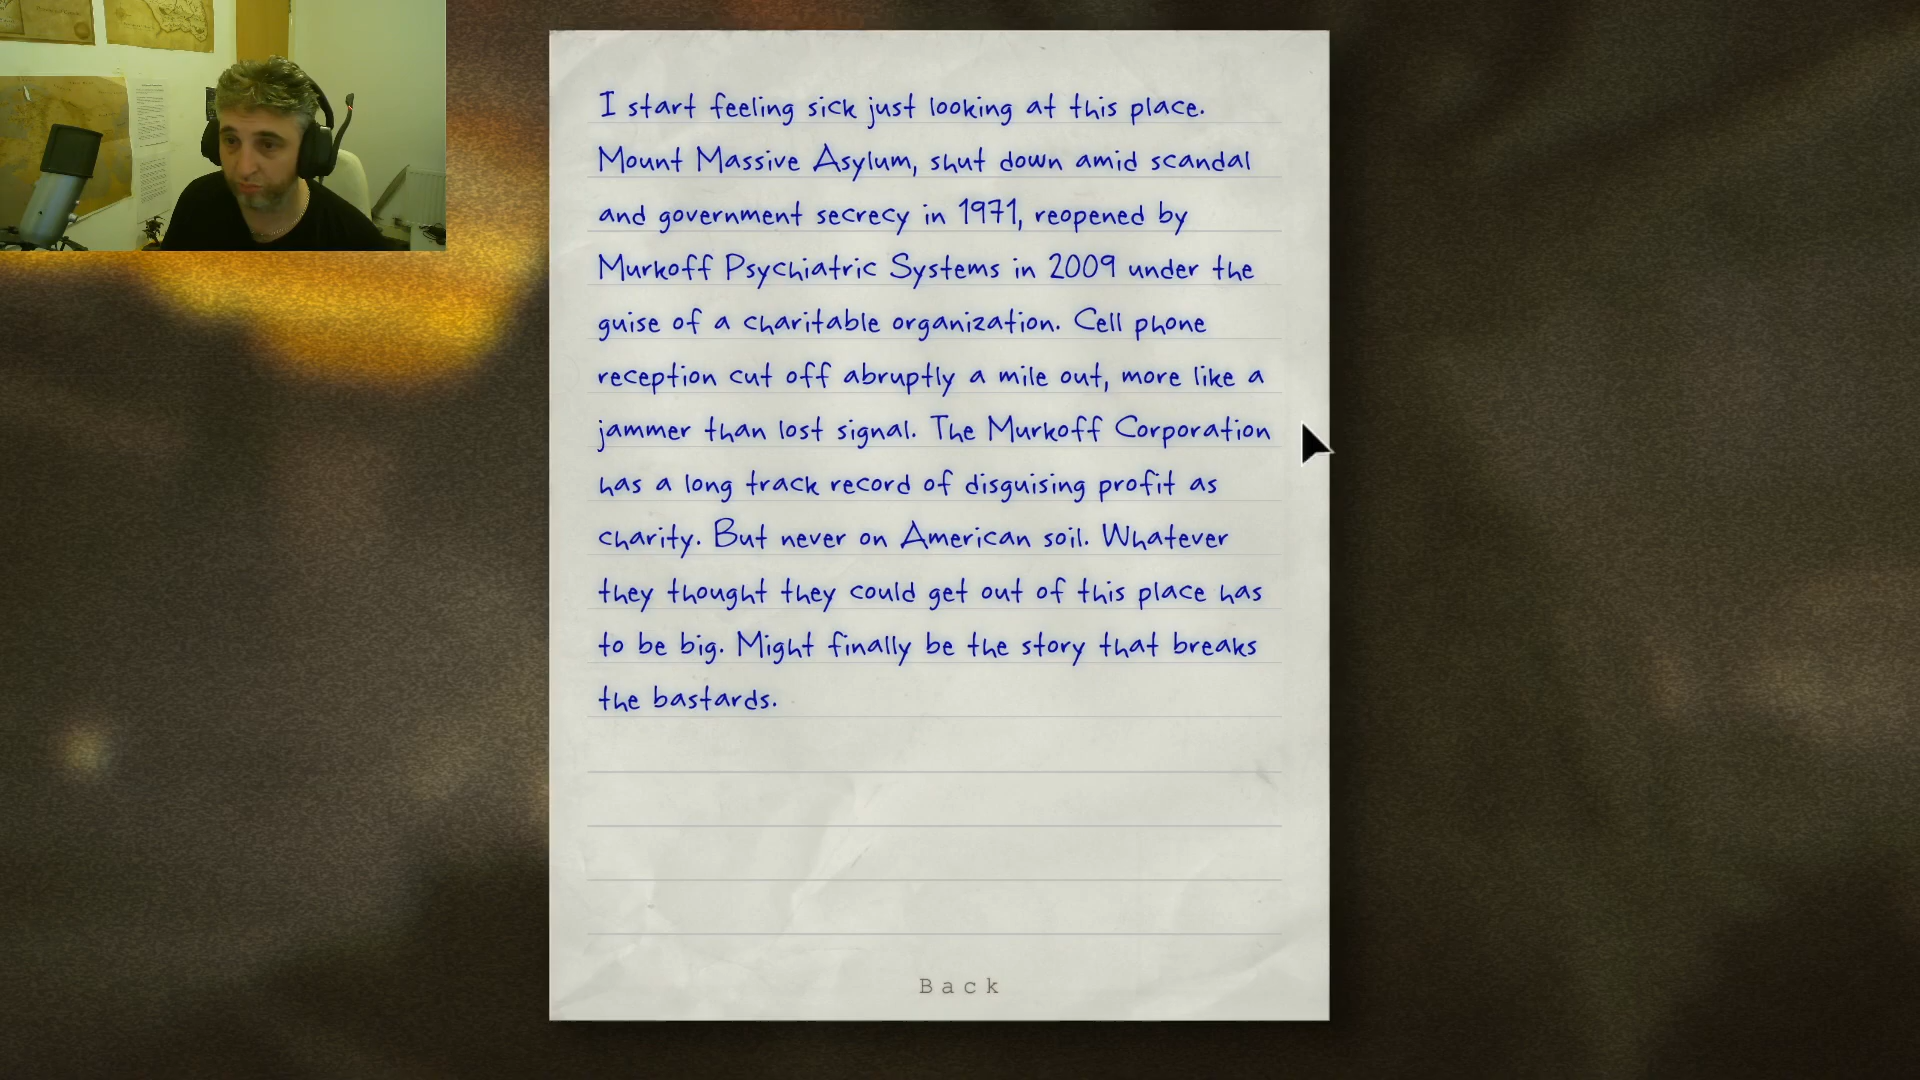 I start feeling sick just looking at this place.
Mount Massive Asylum, shut down amid scandal
and government secrecy in 1971, reopened by
Murkoff Psychiatric Systems in 2009 under the
guise of a charitable organization. Cell phone
reception cut off abruptly a mile out, more like a
jammer than lost signal. The Murkoff Corporation
has a long track record of disguising profit as
charity. But never on American soil. Whatever
they thought they could get out of this place has
to be big. Might finally be the story that breaks
the bastards.
Back